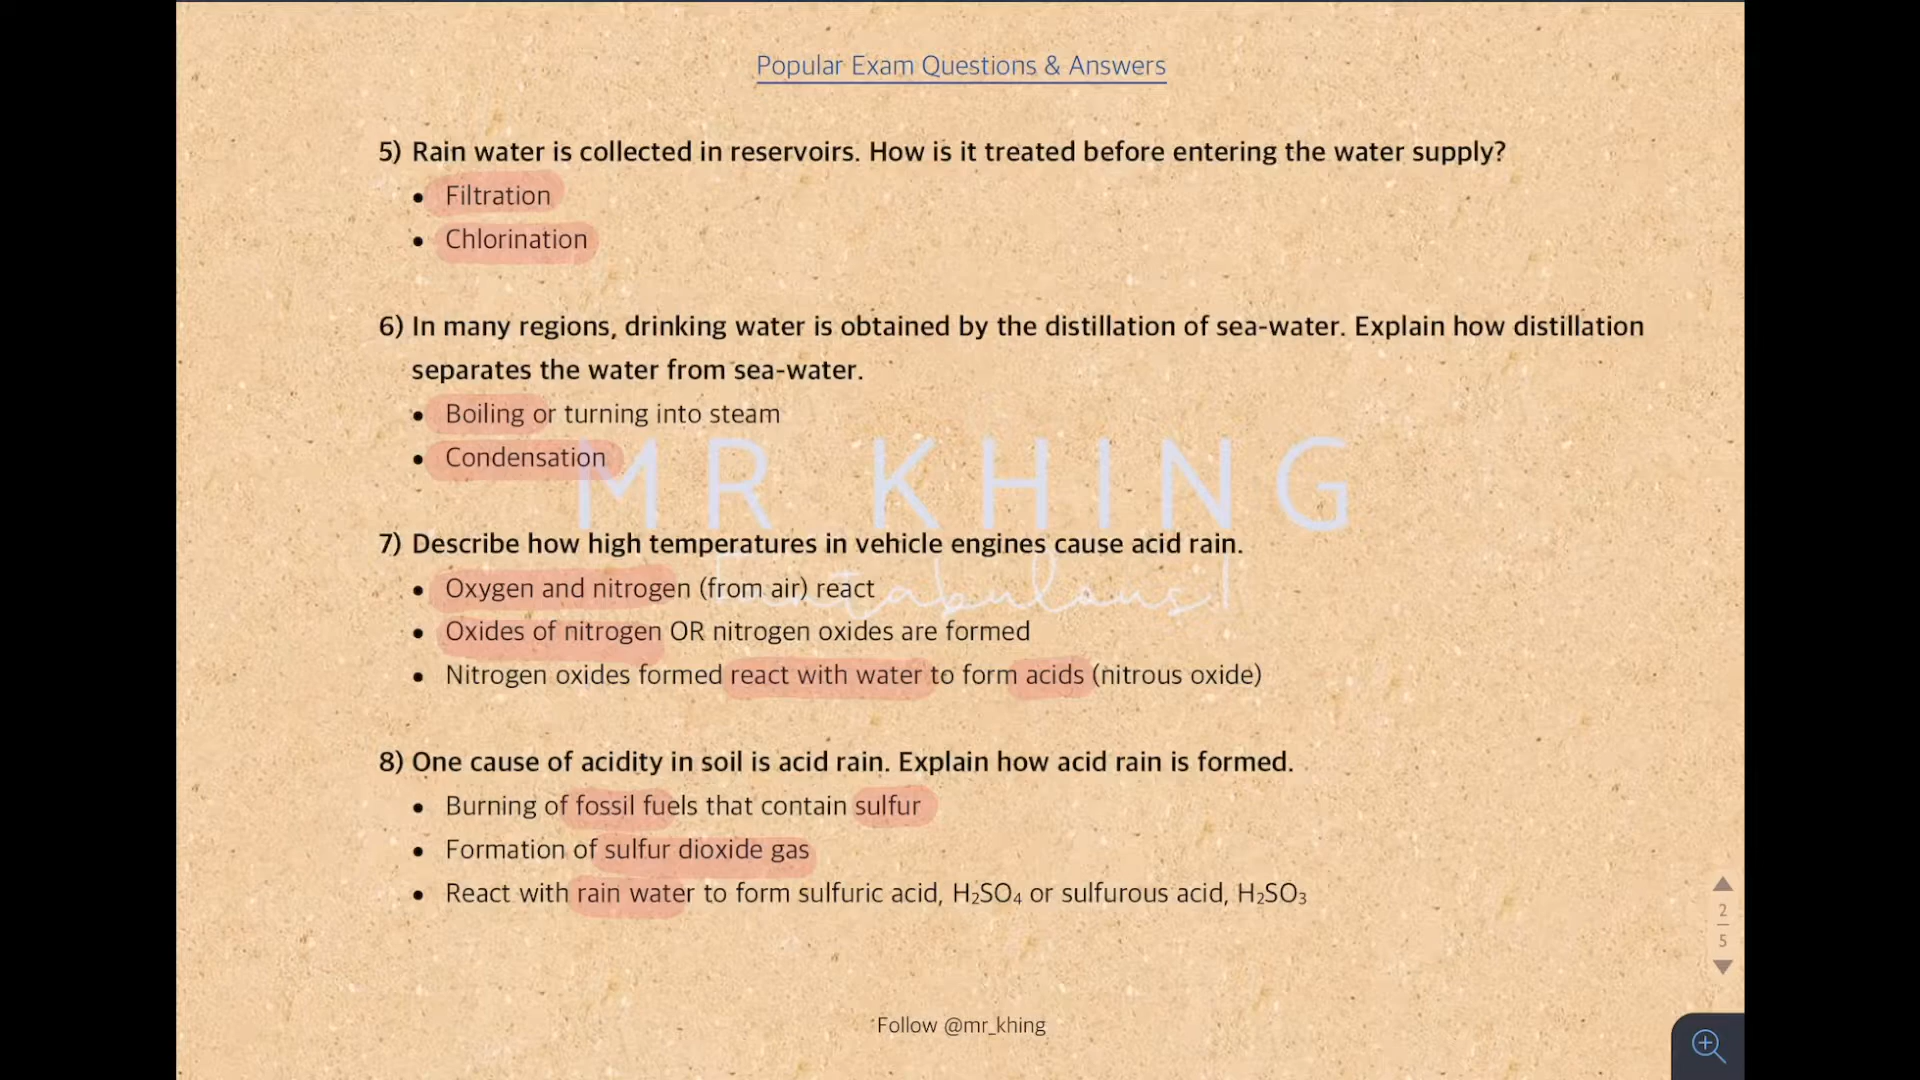 Popular Exam Questions & Answers
5) Rain water is collected in reservoirs. How is it treated before entering the water supply?
• Filtration
• Chlorination
6) In many regions, drinking water is obtained by the distillation of sea-water. Explain how distillation
separates the water from sea-water.
• Boiling or turning into steam
• Condensation
MR KHING
7) Describe how high temperatures in vehicle engines cause acid rain.
Fantabulous!
• Oxygen and nitrogen (from air) react
• Oxides of nitrogen OR nitrogen oxides are formed
• Nitrogen oxides formed react with water to form acids (nitrous oxide)
8) One cause of acidity in soil is acid rain. Explain how acid rain is formed.
• Burning of fossil fuels that contain sulfur
• Formation of sulfur dioxide gas
• React with rain water to form sulfuric acid, H₂SO₄ or sulfurous acid, H₂SO₃
2
5
Follow @mr_khing